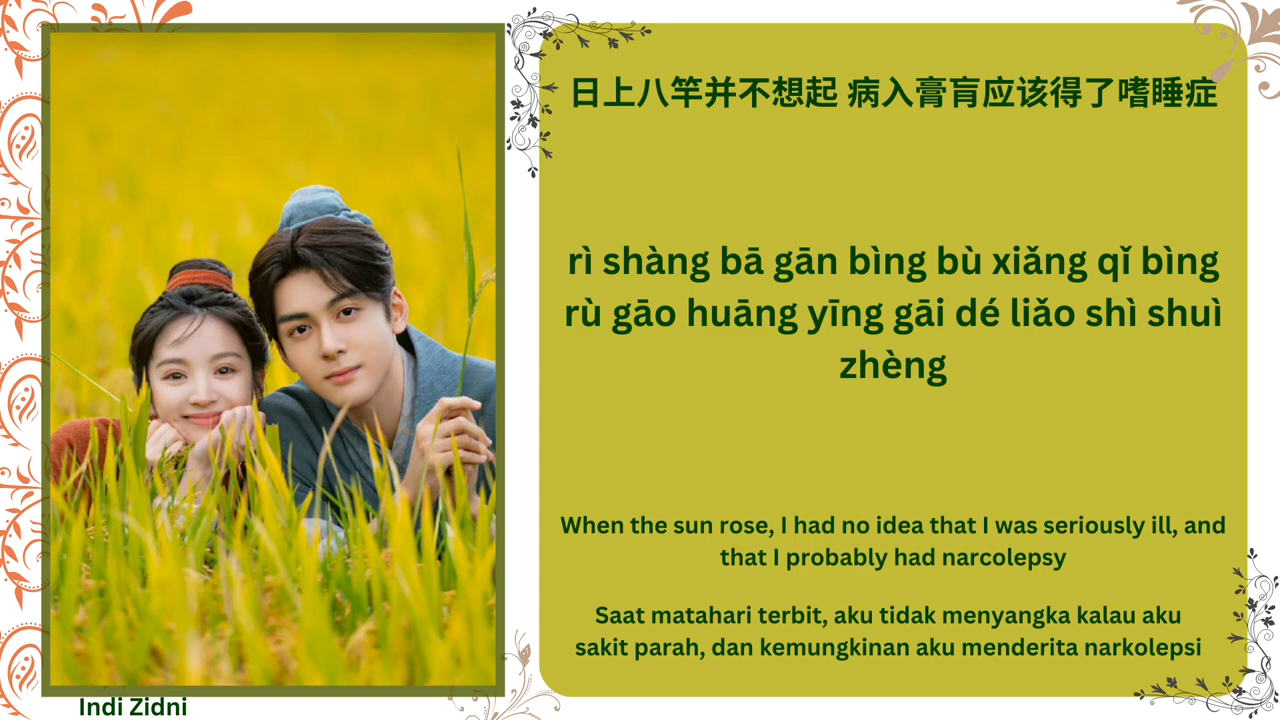 日上八竿并不想起 病入膏肓应该得了嗜睡症
rì shàng bā gān bìng bù xiǎng qǐ bìng
rù gāo huāng yīng gāi dé liǎo shì shuì
zhèng
When the sun rose, I had no idea that I was seriously ill, and
that I probably had narcolepsy
Saat matahari terbit, aku tidak menyangka kalau aku
sakit parah, dan kemungkinan aku menderita narkolepsi
Indi Zidni